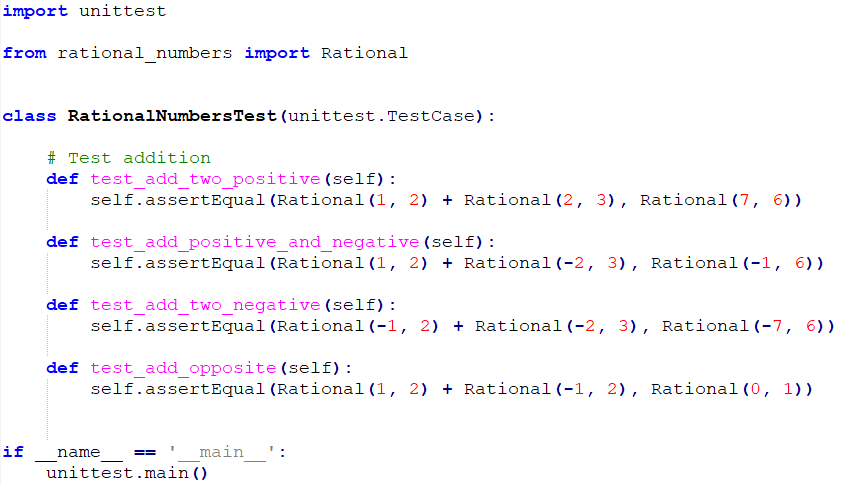 import unittest

from rational_numbers import Rational


class RationalNumbersTest(unittest.TestCase):

    # Test addition
    def test_add_two_positive(self):
        self.assertEqual(Rational(1, 2) + Rational(2, 3), Rational(7, 6))

    def test_add_positive_and_negative(self):
        self.assertEqual(Rational(1, 2) + Rational(-2, 3), Rational(-1, 6))

    def test_add_two_negative(self):
        self.assertEqual(Rational(-1, 2) + Rational(-2, 3), Rational(-7, 6))

    def test_add_opposite(self):
        self.assertEqual(Rational(1, 2) + Rational(-1, 2), Rational(0, 1))


if __name__ == '__main__':
    unittest.main()